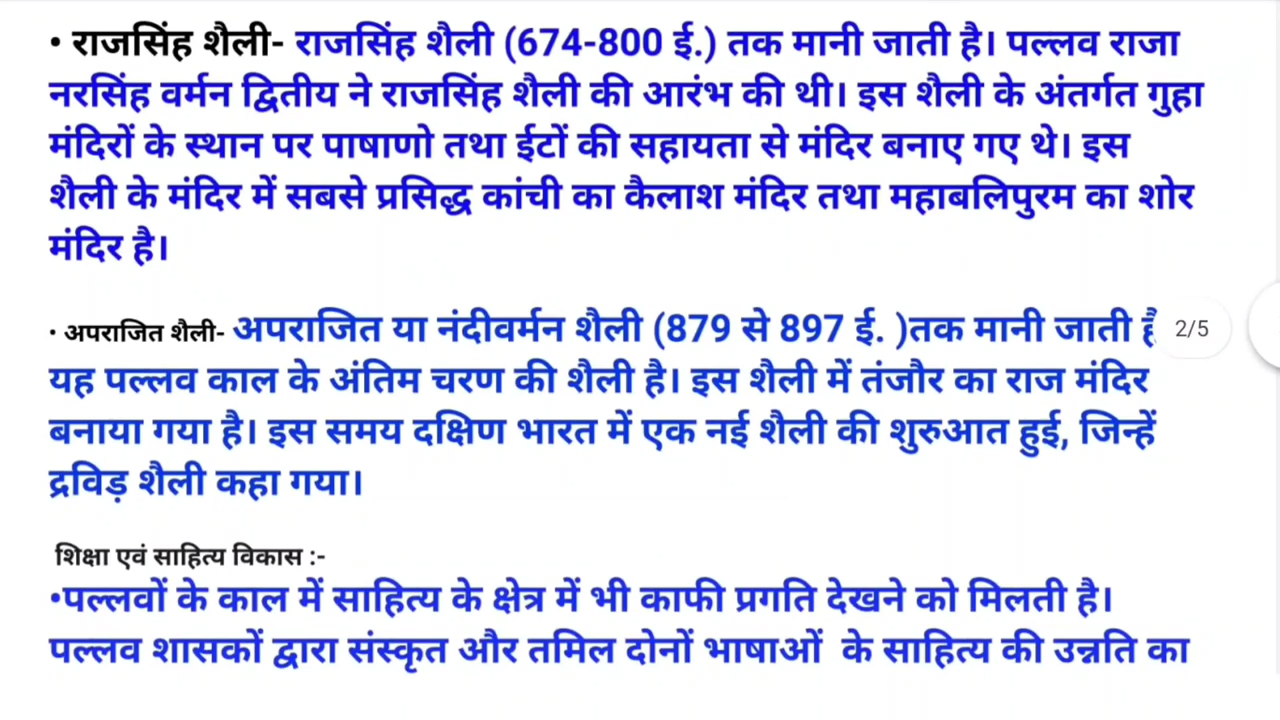 • राजसिंह शैली- राजसिंह शैली (674-800 ई.) तक मानी जाती है। पल्लव राजा
नरसिंह वर्मन द्वितीय ने राजसिंह शैली की आरंभ की थी। इस शैली के अंतर्गत गुहा
मंदिरों के स्थान पर पाषाणो तथा ईटों की सहायता से मंदिर बनाए गए थे। इस
शैली के मंदिर में सबसे प्रसिद्ध कांची का कैलाश मंदिर तथा महाबलिपुरम का शोर
मंदिर है।
• अपराजित शैली- अपराजित या नंदीवर्मन शैली (879 से 897 ई. )तक मानी जाती है 2/5
यह पल्लव काल के अंतिम चरण की शैली है। इस शैली में तंजौर का राज मंदिर
बनाया गया है। इस समय दक्षिण भारत में एक नई शैली की शुरुआत हुई, जिन्हें
द्रविड़ शैली कहा गया।
शिक्षा एवं साहित्य विकास :-
•पल्लवों के काल में साहित्य के क्षेत्र में भी काफी प्रगति देखने को मिलती है।
पल्लव शासकों द्वारा संस्कृत और तमिल दोनों भाषाओं के साहित्य की उन्नति का